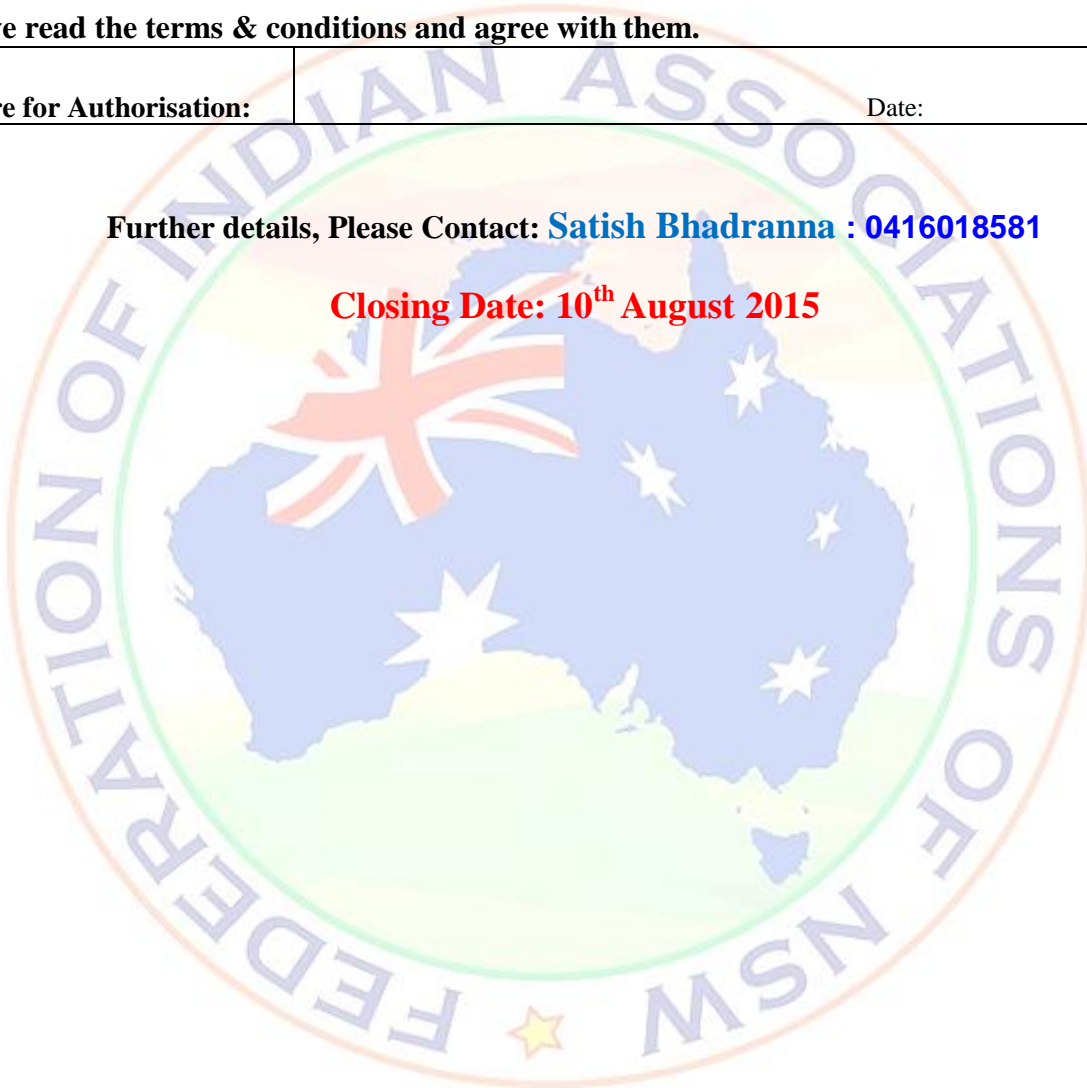 ve read the terms & conditions and agree with them.
re for Authorisation: Date:
Further details, Please Contact: Satish Bhadranna : 0416018581
Closing Date: 10th August 2015
FEDERATION OF INDIAN ASSOCIATIONS OF NSW